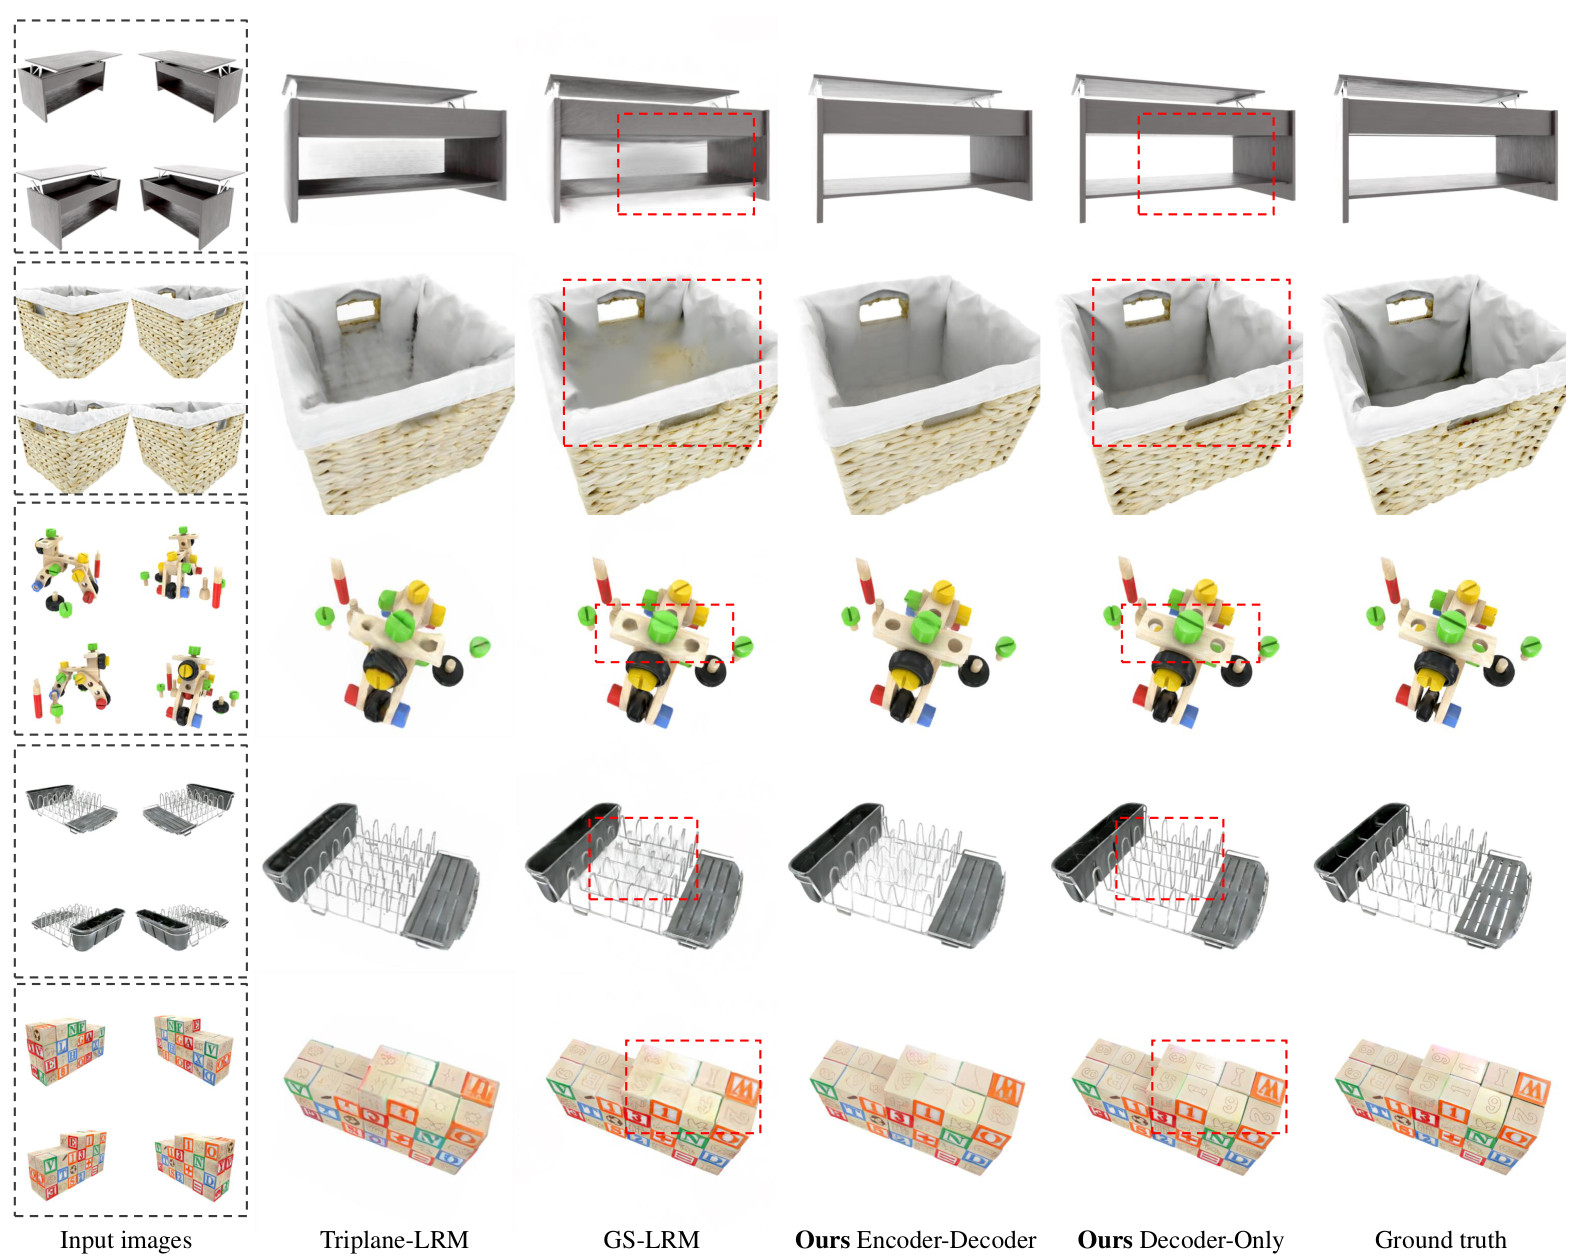 Input images
Triplane-LRM
GS-LRM
Ours Encoder-Decoder
Ours Decoder-Only
Ground truth